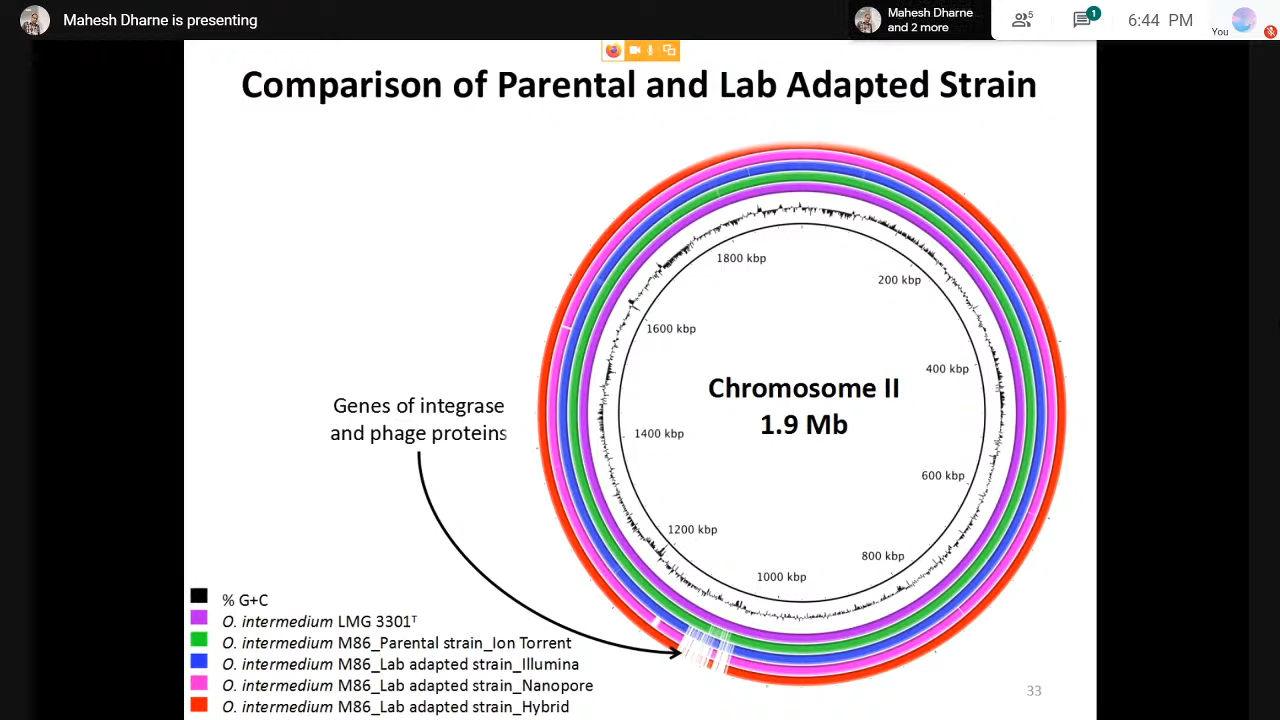 Mahesh Dharne is presenting
Mahesh Dharne
and 2 more
5
1
6:44 PM
You
Comparison of Parental and Lab Adapted Strain
1800 kbp
200 kbp
1600 kbp
400 kbp
Chromosome II
1.9 Mb
Genes of integrase
and phage proteins
1400 kbp
600 kbp
1200 kbp
800 kbp
1000 kbp
% G+C
O. intermedium LMG 3301ᵀ
O. intermedium M86_Parental strain_Ion Torrent
O. intermedium M86_Lab adapted strain_Illumina
O. intermedium M86_Lab adapted strain_Nanopore
O. intermedium M86_Lab adapted strain_Hybrid
33